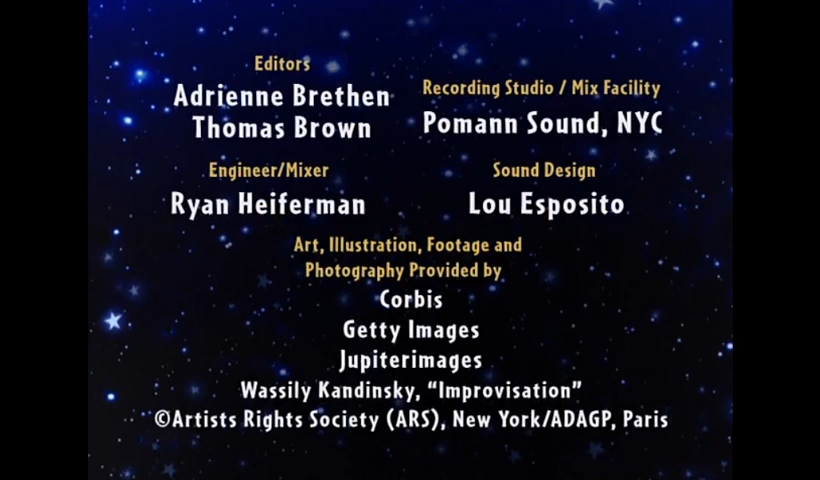 Editors
Adrienne Brethen
Thomas Brown
Recording Studio / Mix Facility
Pomann Sound, NYC
Engineer/Mixer
Ryan Heiferman
Sound Design
Lou Esposito
Art, Illustration, Footage and
Photography Provided by
Corbis
Getty Images
Jupiterimages
Wassily Kandinsky, “Improvisation”
©Artists Rights Society (ARS), New York/ADAGP, Paris